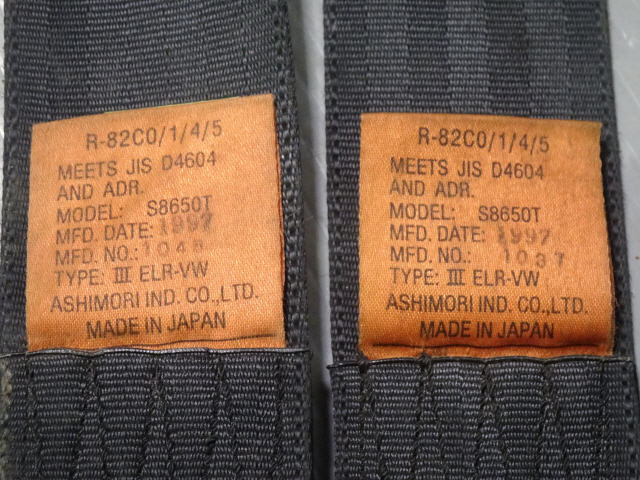 R-82C0/1/4/5
MEETS JIS D4604
AND ADR.
MODEL: S8650T
MFD. DATE: 1997
MFD. NO.: 1045
TYPE: III ELR-VW
ASHIMORI IND. CO., LTD.
MADE IN JAPAN
R-82C0/1/4/5
MEETS JIS D4604
AND ADR.
MODEL: S8650T
MFD. DATE: 1997
MFD. NO.: 1037
TYPE: III ELR-VW
ASHIMORI IND. CO., LTD.
MADE IN JAPAN